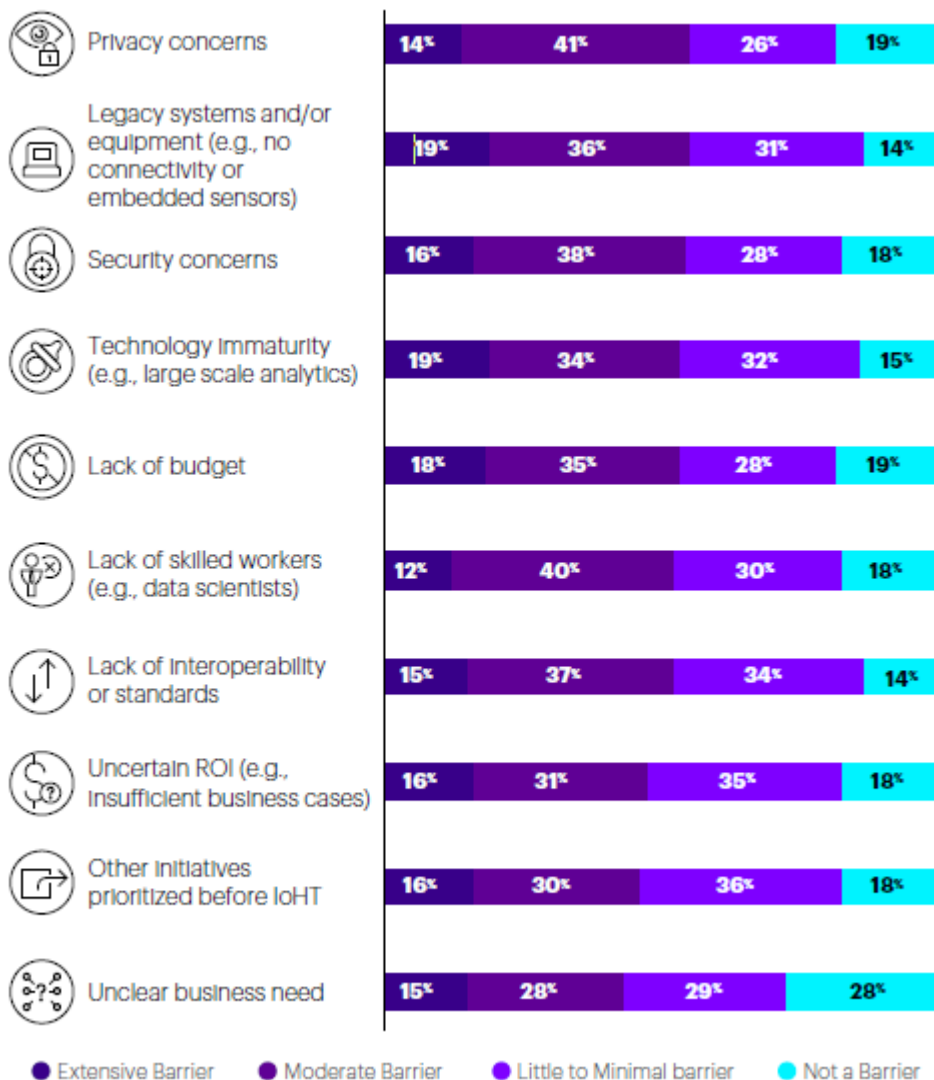 Privacy concerns
14% 41% 26% 19%
Legacy systems and/or
equipment (e.g., no
connectivity or
embedded sensors)
19% 36% 31% 14%
Security concerns
16% 38% 28% 18%
Technology immaturity
(e.g., large scale analytics)
19% 34% 32% 15%
Lack of budget
18% 35% 28% 19%
Lack of skilled workers
(e.g., data scientists)
12% 40% 30% 18%
Lack of interoperability
or standards
15% 37% 34% 14%
Uncertain ROI (e.g.,
insufficient business cases)
16% 31% 35% 18%
Other initiatives
prioritized before IoHT
16% 30% 36% 18%
Unclear business need
15% 28% 29% 28%
Extensive Barrier Moderate Barrier Little to Minimal barrier Not a Barrier